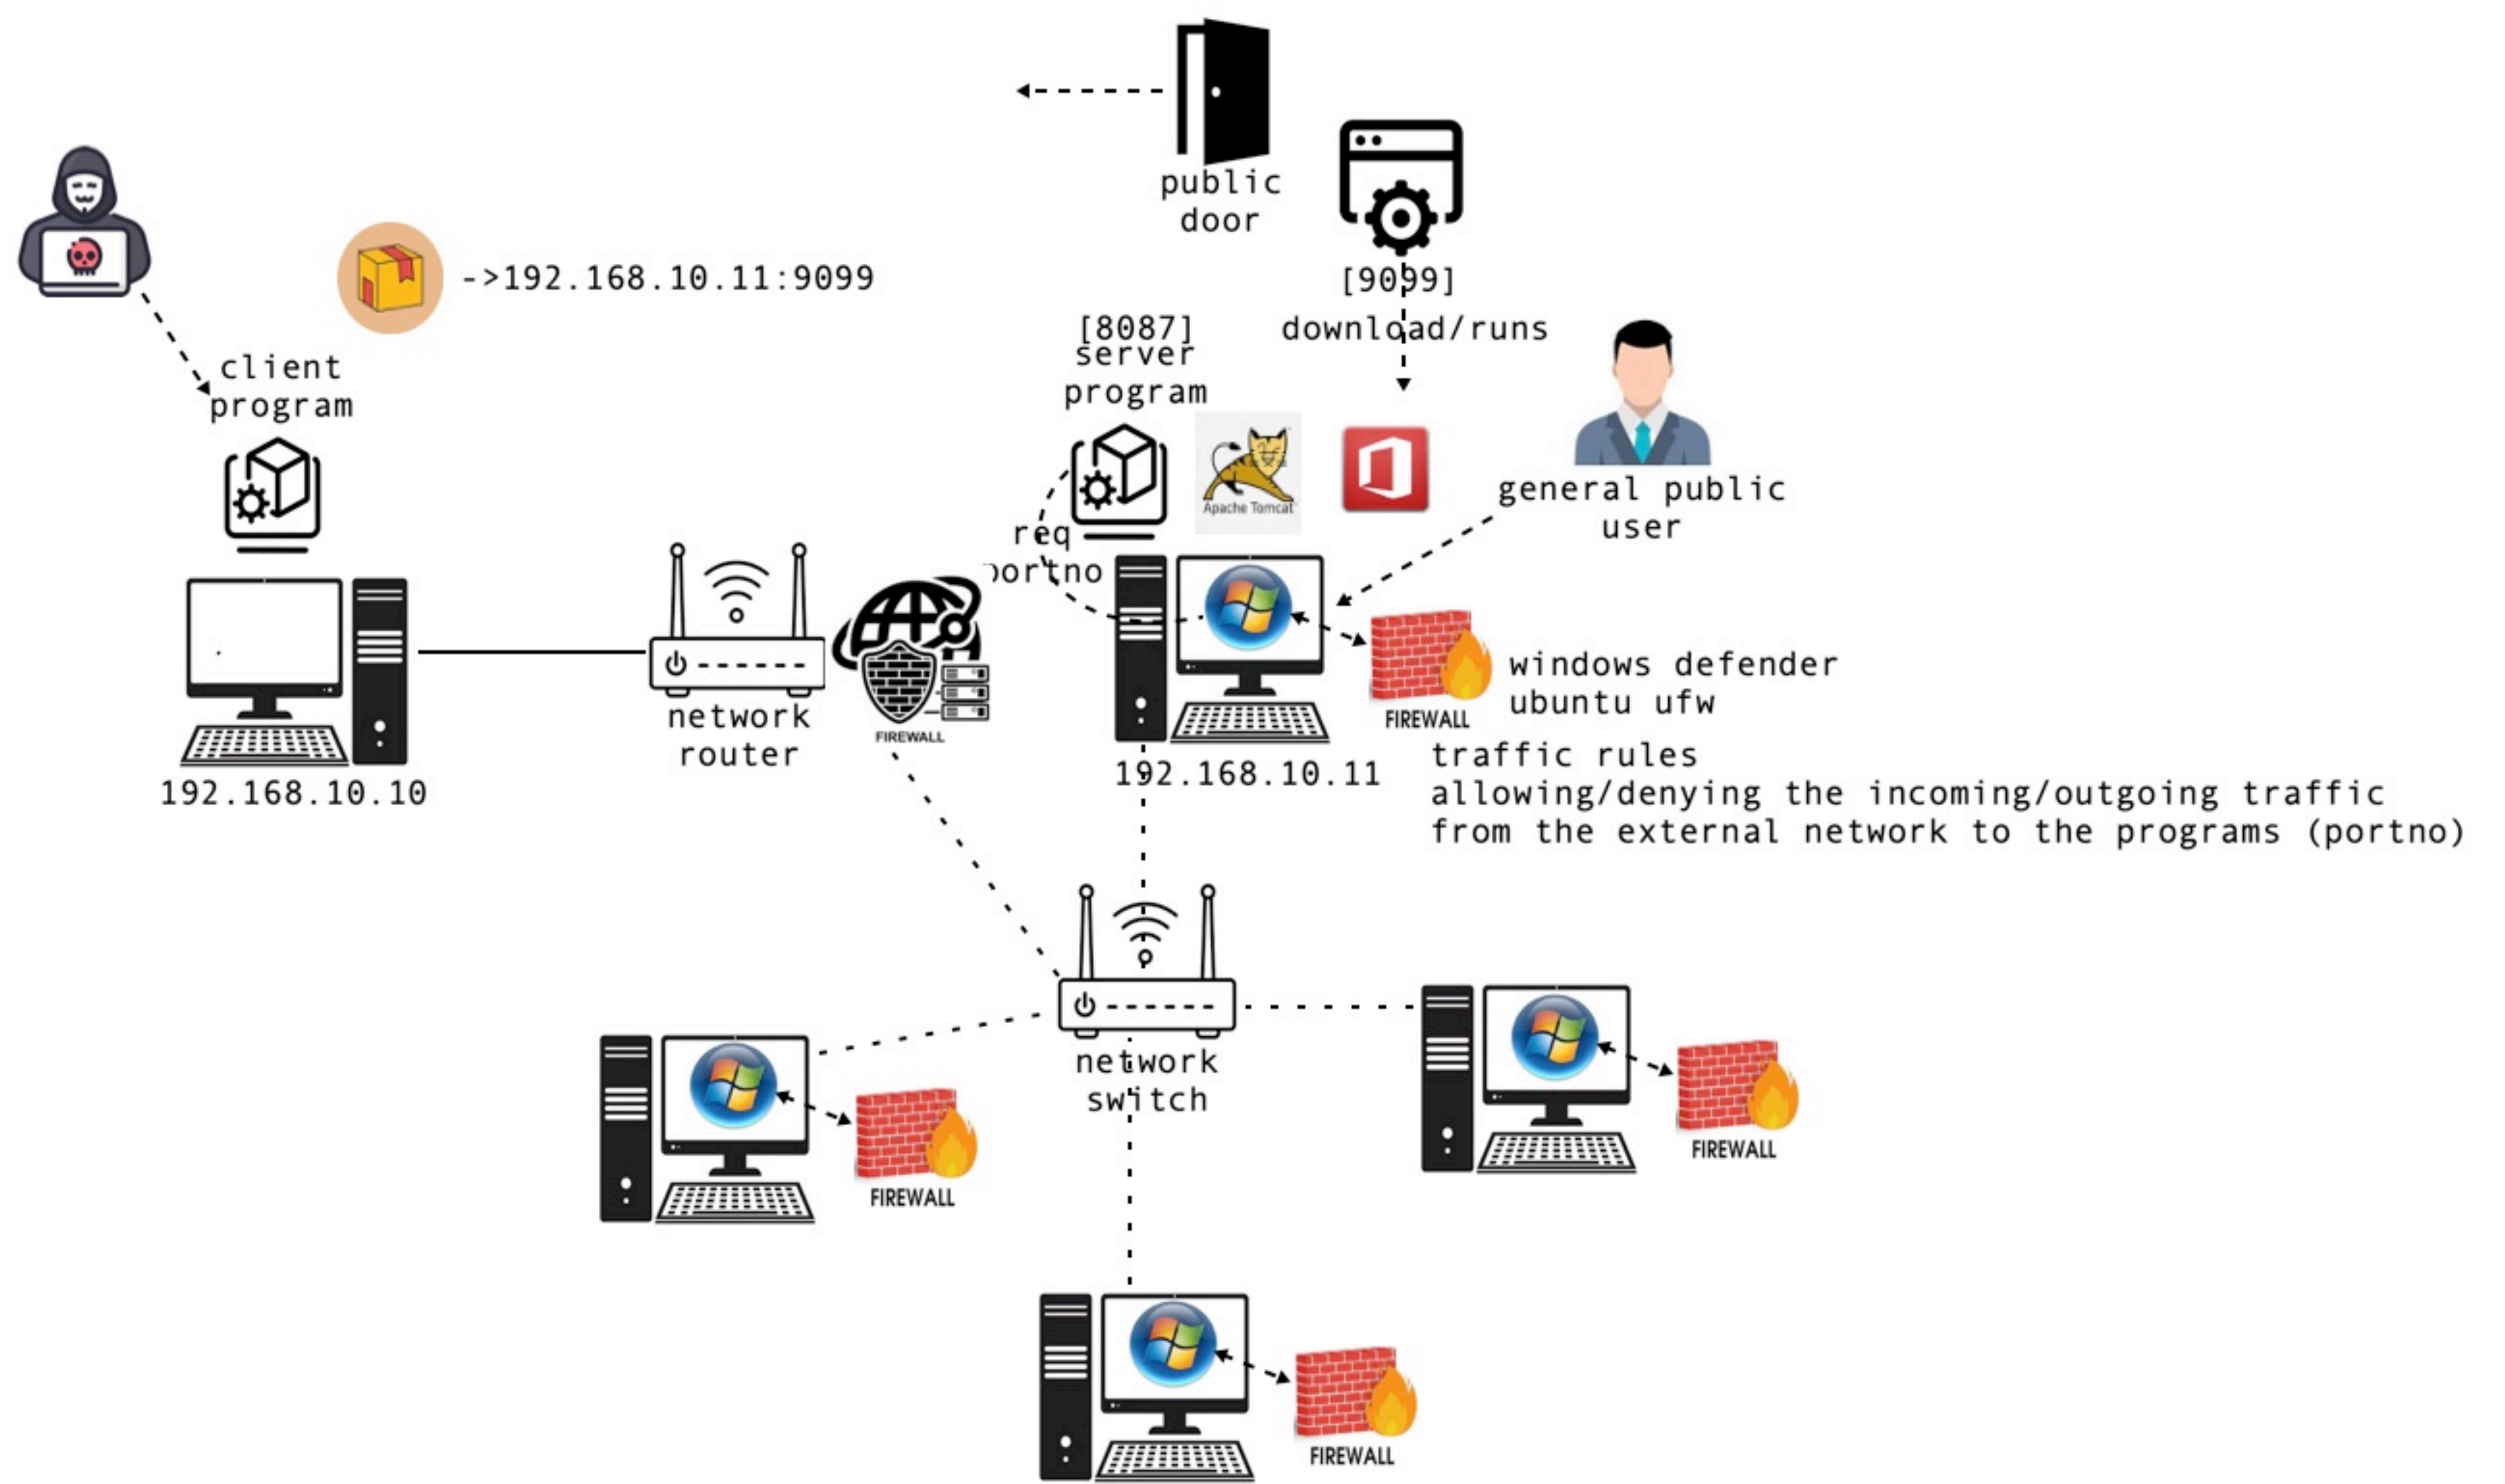 public
door
->192.168.10.11:9099
[9099]
download/runs
[8087]
server
program
client
program
Apache Tomcat
general public
user
req
portno
windows defender
ubuntu ufw
FIREWALL
FIREWALL
network
router
192.168.10.10
192.168.10.11
traffic rules
allowing/denying the incoming/outgoing traffic
from the external network to the programs (portno)
network
switch
FIREWALL
FIREWALL
FIREWALL